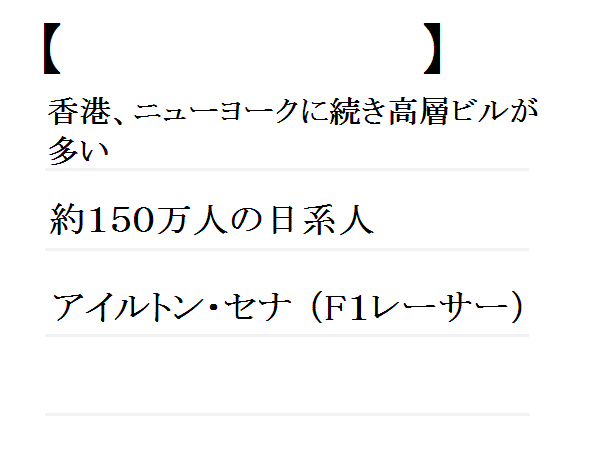 【　　　　　　　　　　　】
香港、ニューヨークに続き高層ビルが
多い
約150万人の日系人
アイルトン・セナ（F1レーサー）